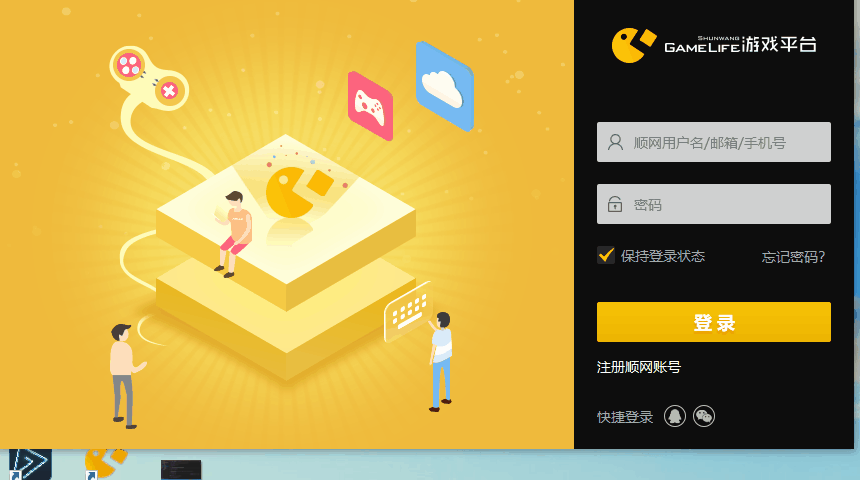 SHUNWANG
GAMELIFE游戏平台
顺网用户名/邮箱/手机号
密码
保持登录状态 忘记密码?
登录
注册顺网账号
快捷登录